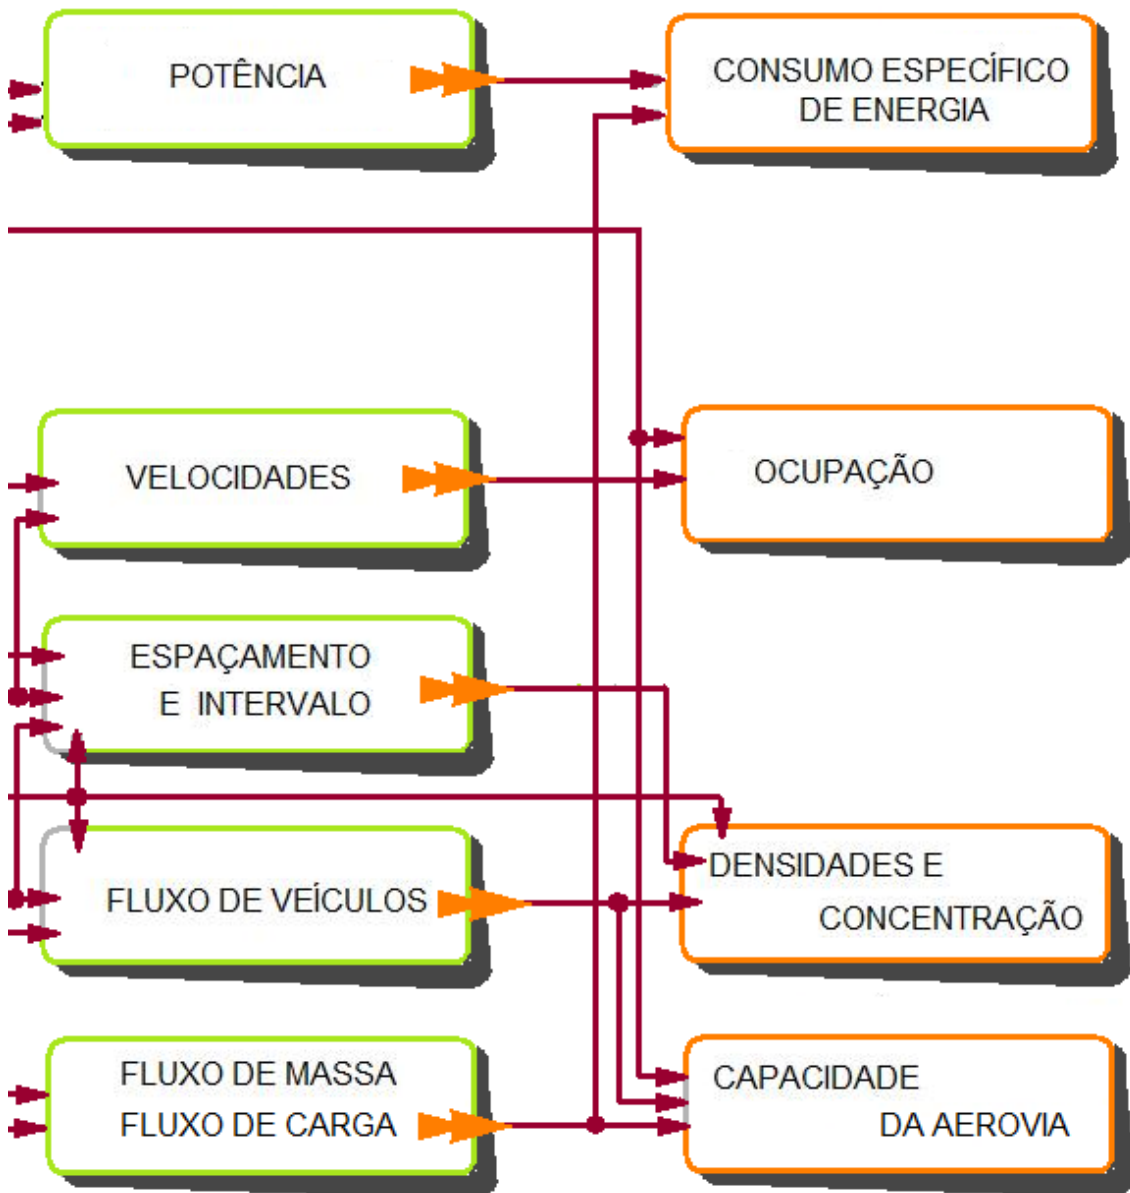 POTÊNCIA
CONSUMO ESPECÍFICO
DE ENERGIA
VELOCIDADES
OCUPAÇÃO
ESPAÇAMENTO
E INTERVALO
FLUXO DE VEÍCULOS
DENSIDADES E
CONCENTRAÇÃO
FLUXO DE MASSA
FLUXO DE CARGA
CAPACIDADE
DA AEROVIA